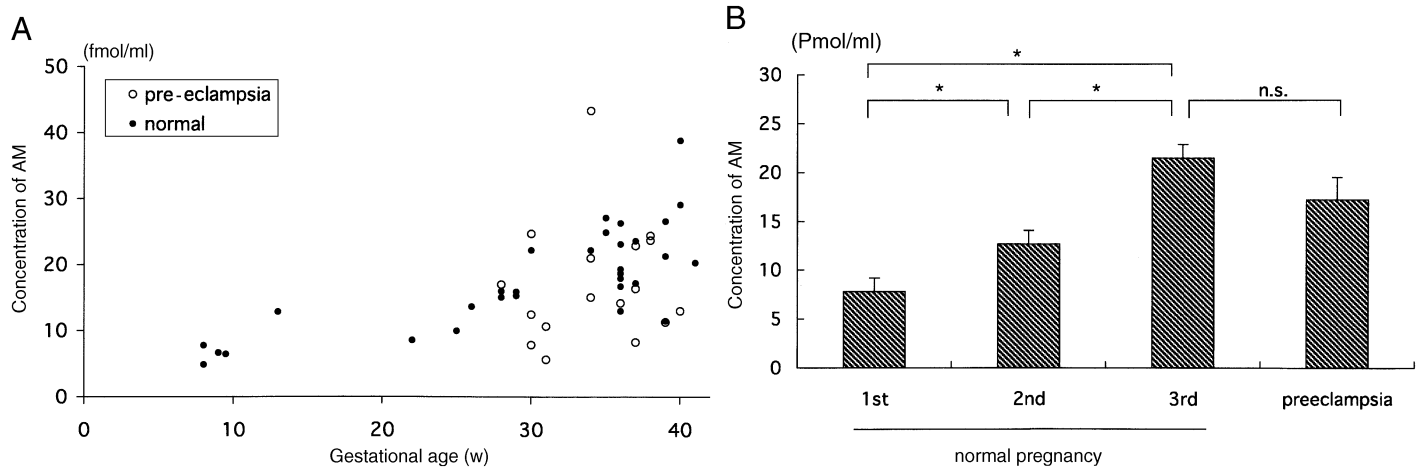 A
(fmol/ml)
50
40
30
20
10
0
Concentration of AM
pre-eclampsia
normal
0 10 20 30 40
Gestational age (w)
B
(Pmol/ml)
30
25
20
15
10
5
0
Concentration of AM
*
* * n.s.
1st 2nd 3rd preeclampsia
normal pregnancy